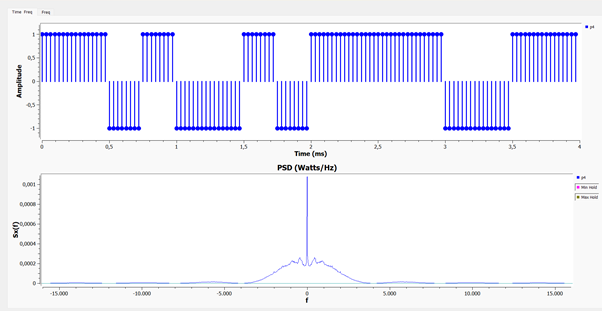 Time Freq Freq
1
0,5
0
-0,5
-1
Amplitude
p4
0 0,5 1 1,5 2 2,5 3 3,5 4
Time (ms)
PSD (Watts/Hz)
0,001
0,0008
0,0006
0,0004
0,0002
0
Sx(f)
p4
Min Hold
Max Hold
-15.000 -10.000 -5.000 0 5.000 10.000 15.000
f